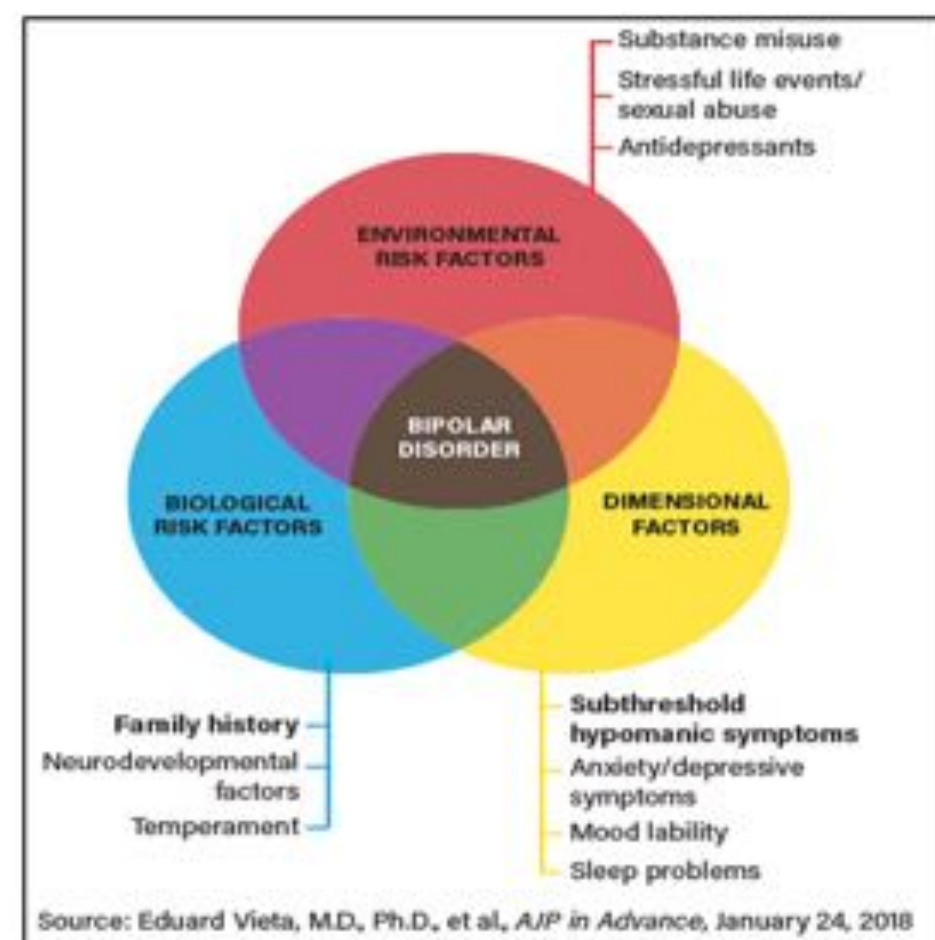 Substance misuse
Stressful life events/
sexual abuse
Antidepressants
ENVIRONMENTAL
RISK FACTORS
BIPOLAR
DISORDER
BIOLOGICAL
RISK FACTORS
DIMENSIONAL
FACTORS
Family history
Neurodevelopmental
factors
Temperament
Subthreshold
hypomanic symptoms
Anxiety/depressive
symptoms
Mood lability
Sleep problems
Source: Eduard Vieta, M.D., Ph.D., et al., AJP in Advance, January 24, 2018